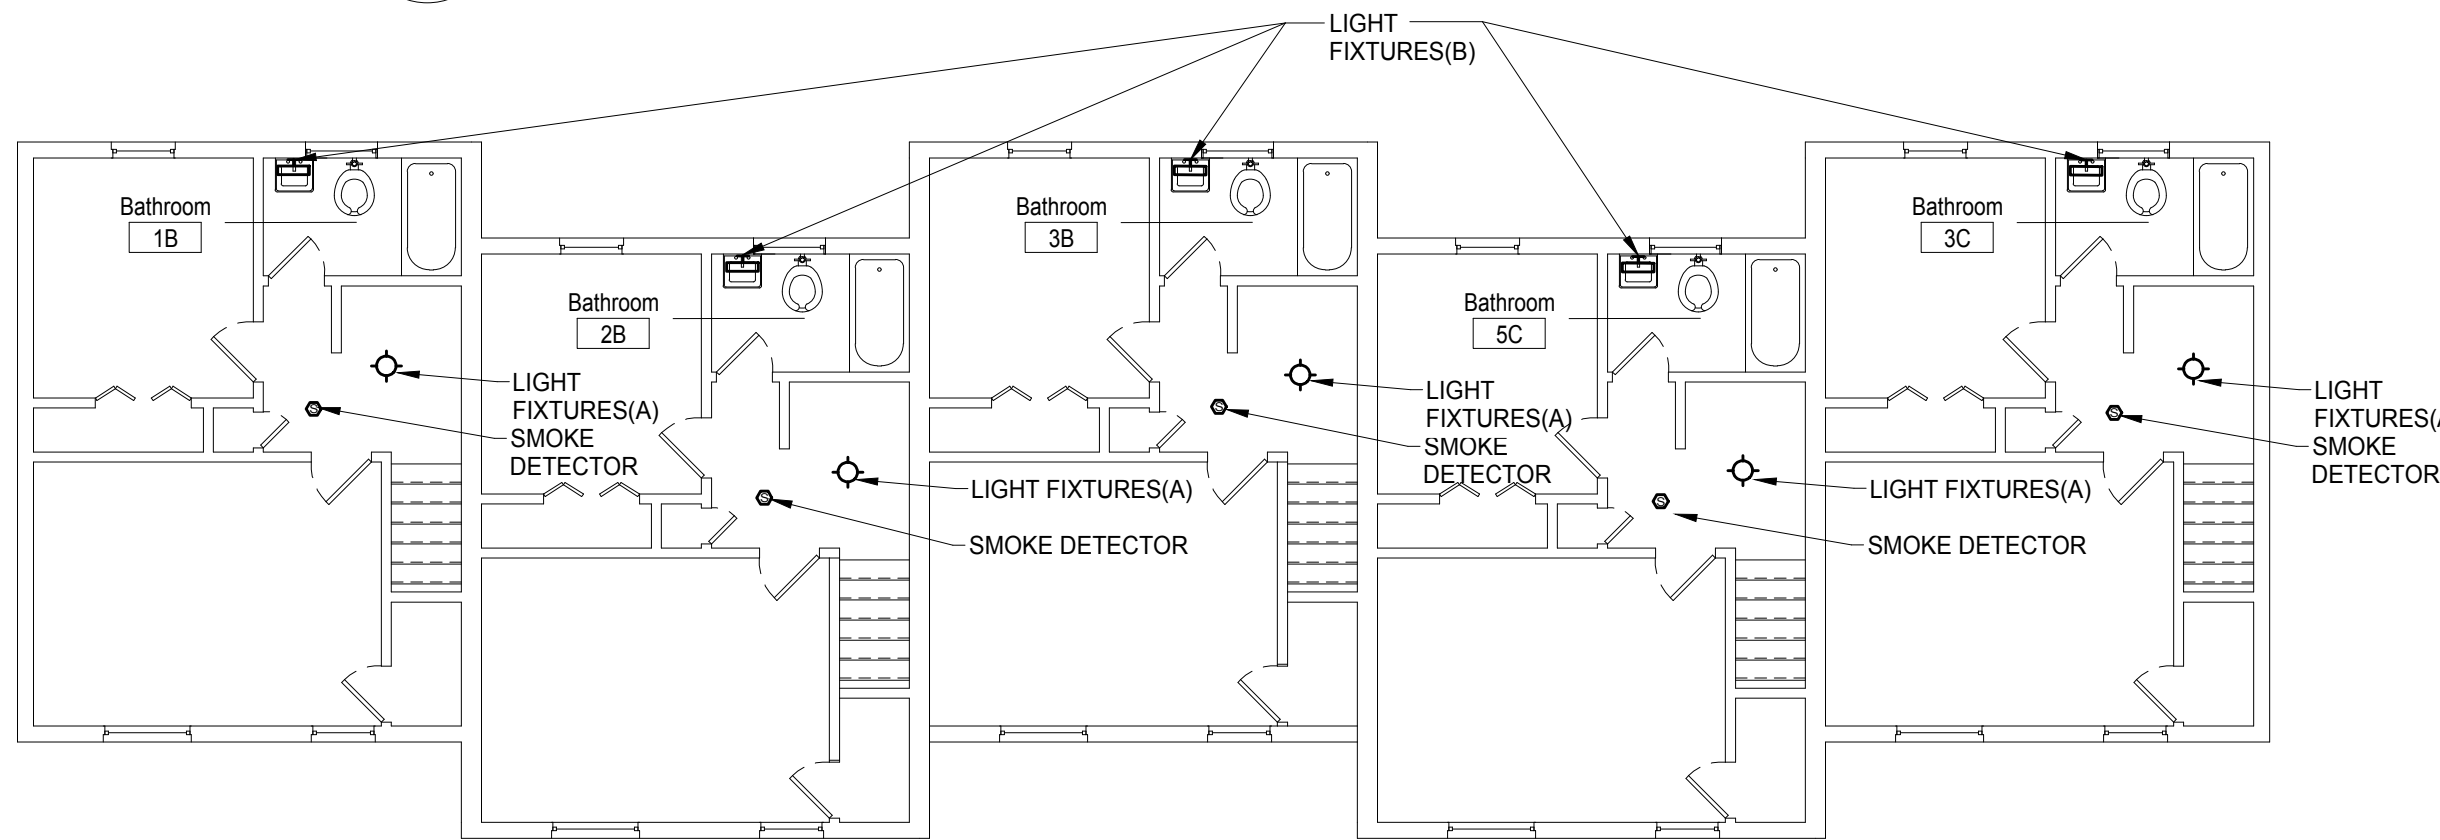 LIGHT
FIXTURES(B)
Bathroom
1B
Bathroom
2B
Bathroom
3B
Bathroom
5C
Bathroom
3C
LIGHT
FIXTURES(A)
SMOKE
DETECTOR
S
LIGHT FIXTURES(A)
SMOKE DETECTOR
S
LIGHT
FIXTURES(A)
SMOKE
DETECTOR
S
LIGHT FIXTURES(A)
SMOKE DETECTOR
S
LIGHT
FIXTURES(A
SMOKE
DETECTOR
S